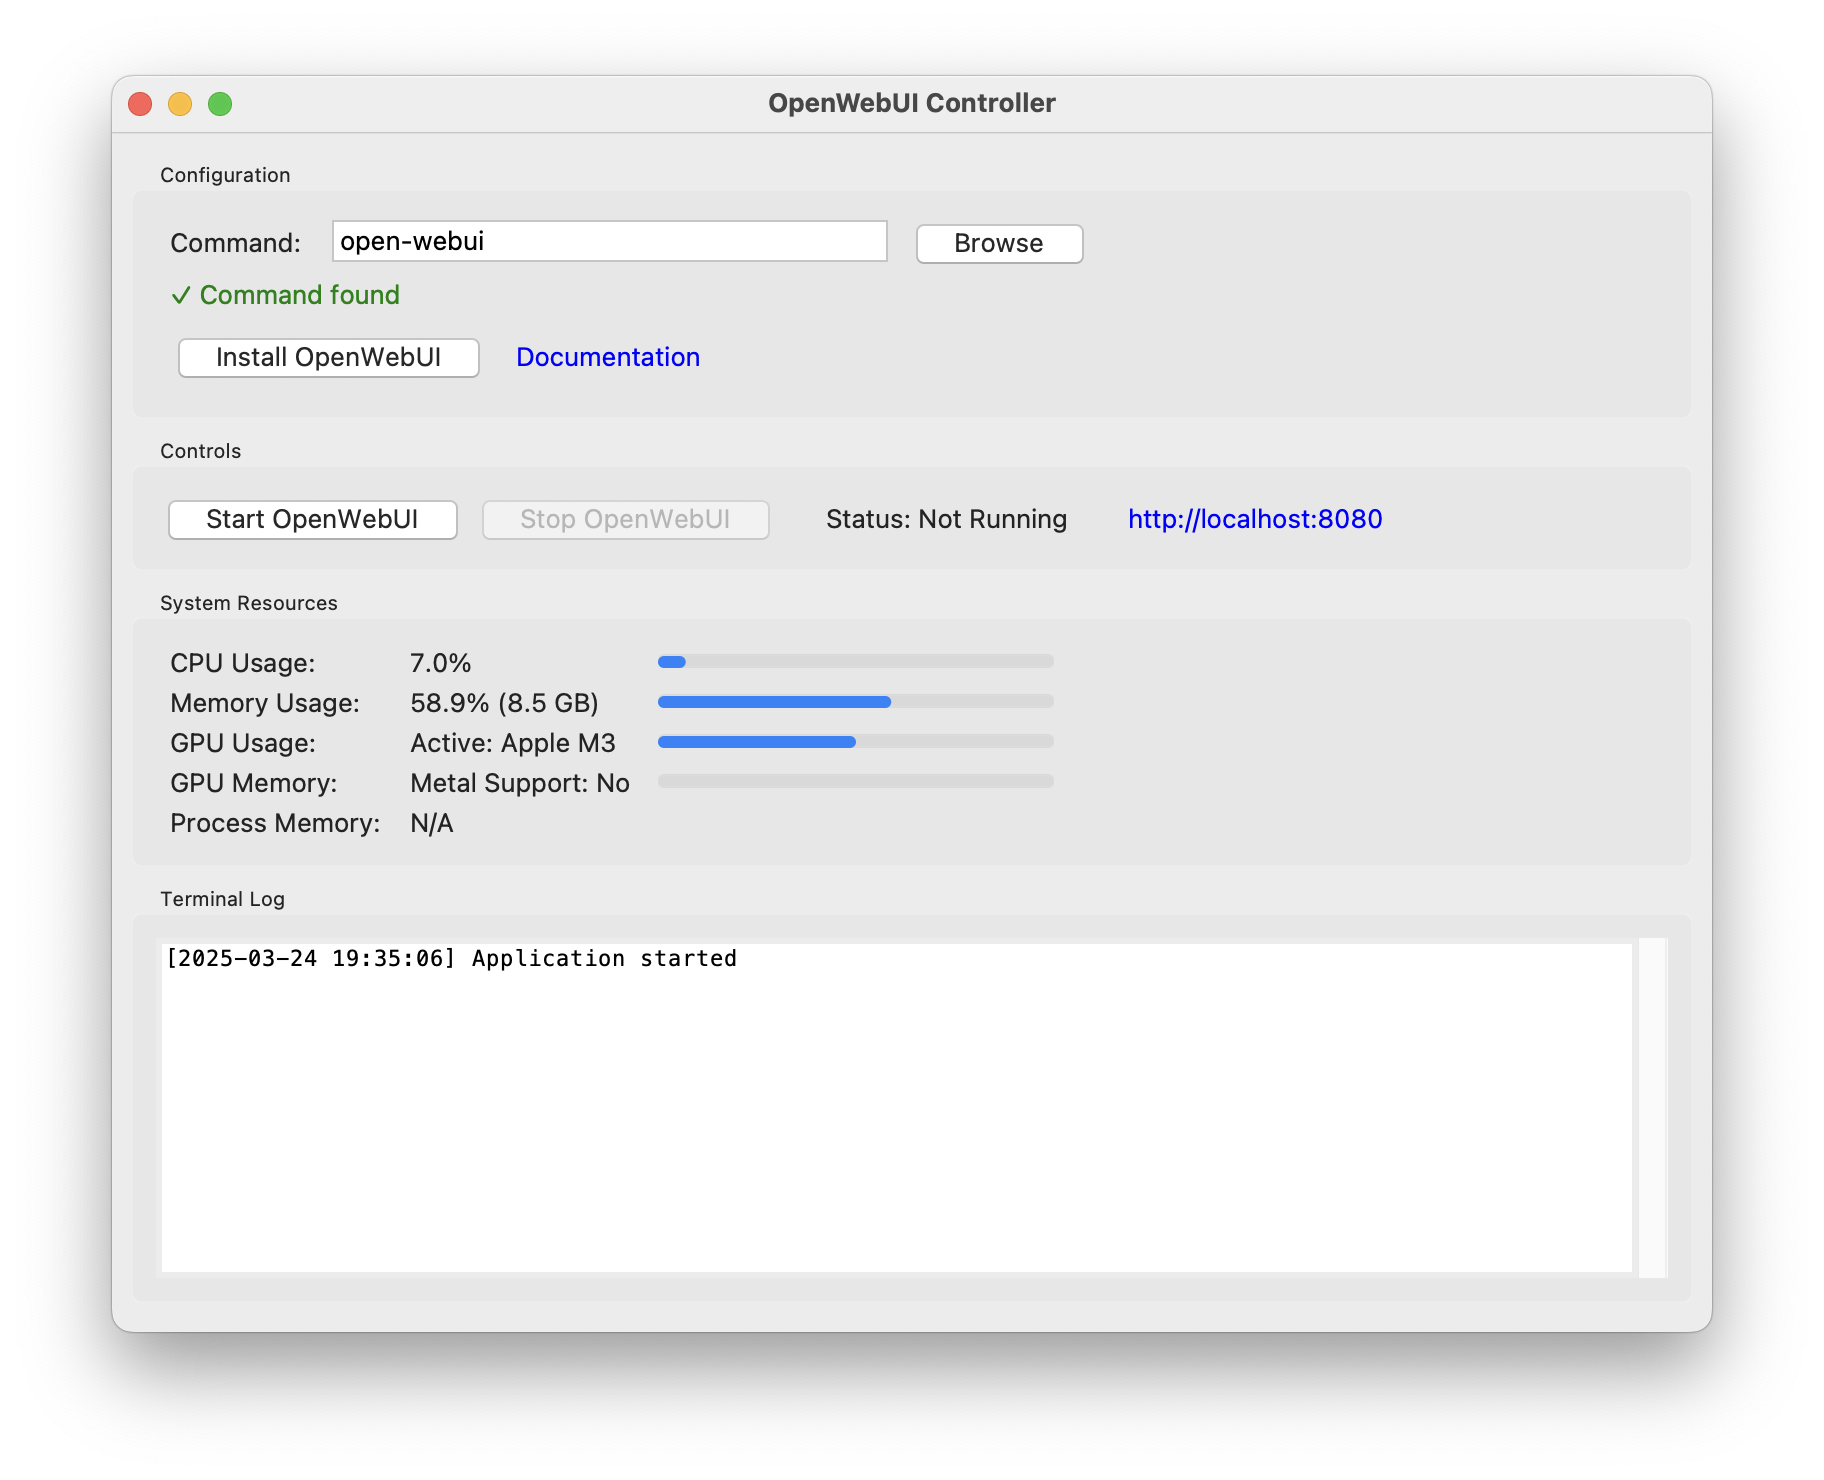 OpenWebUI Controller
Configuration
Command: open-webui Browse
✓ Command found
Install OpenWebUI Documentation
Controls
Start OpenWebUI Stop OpenWebUI Status: Not Running http://localhost:8080
System Resources
CPU Usage: 7.0%
Memory Usage: 58.9% (8.5 GB)
GPU Usage: Active: Apple M3
GPU Memory: Metal Support: No
Process Memory: N/A
Terminal Log
[2025-03-24 19:35:06] Application started